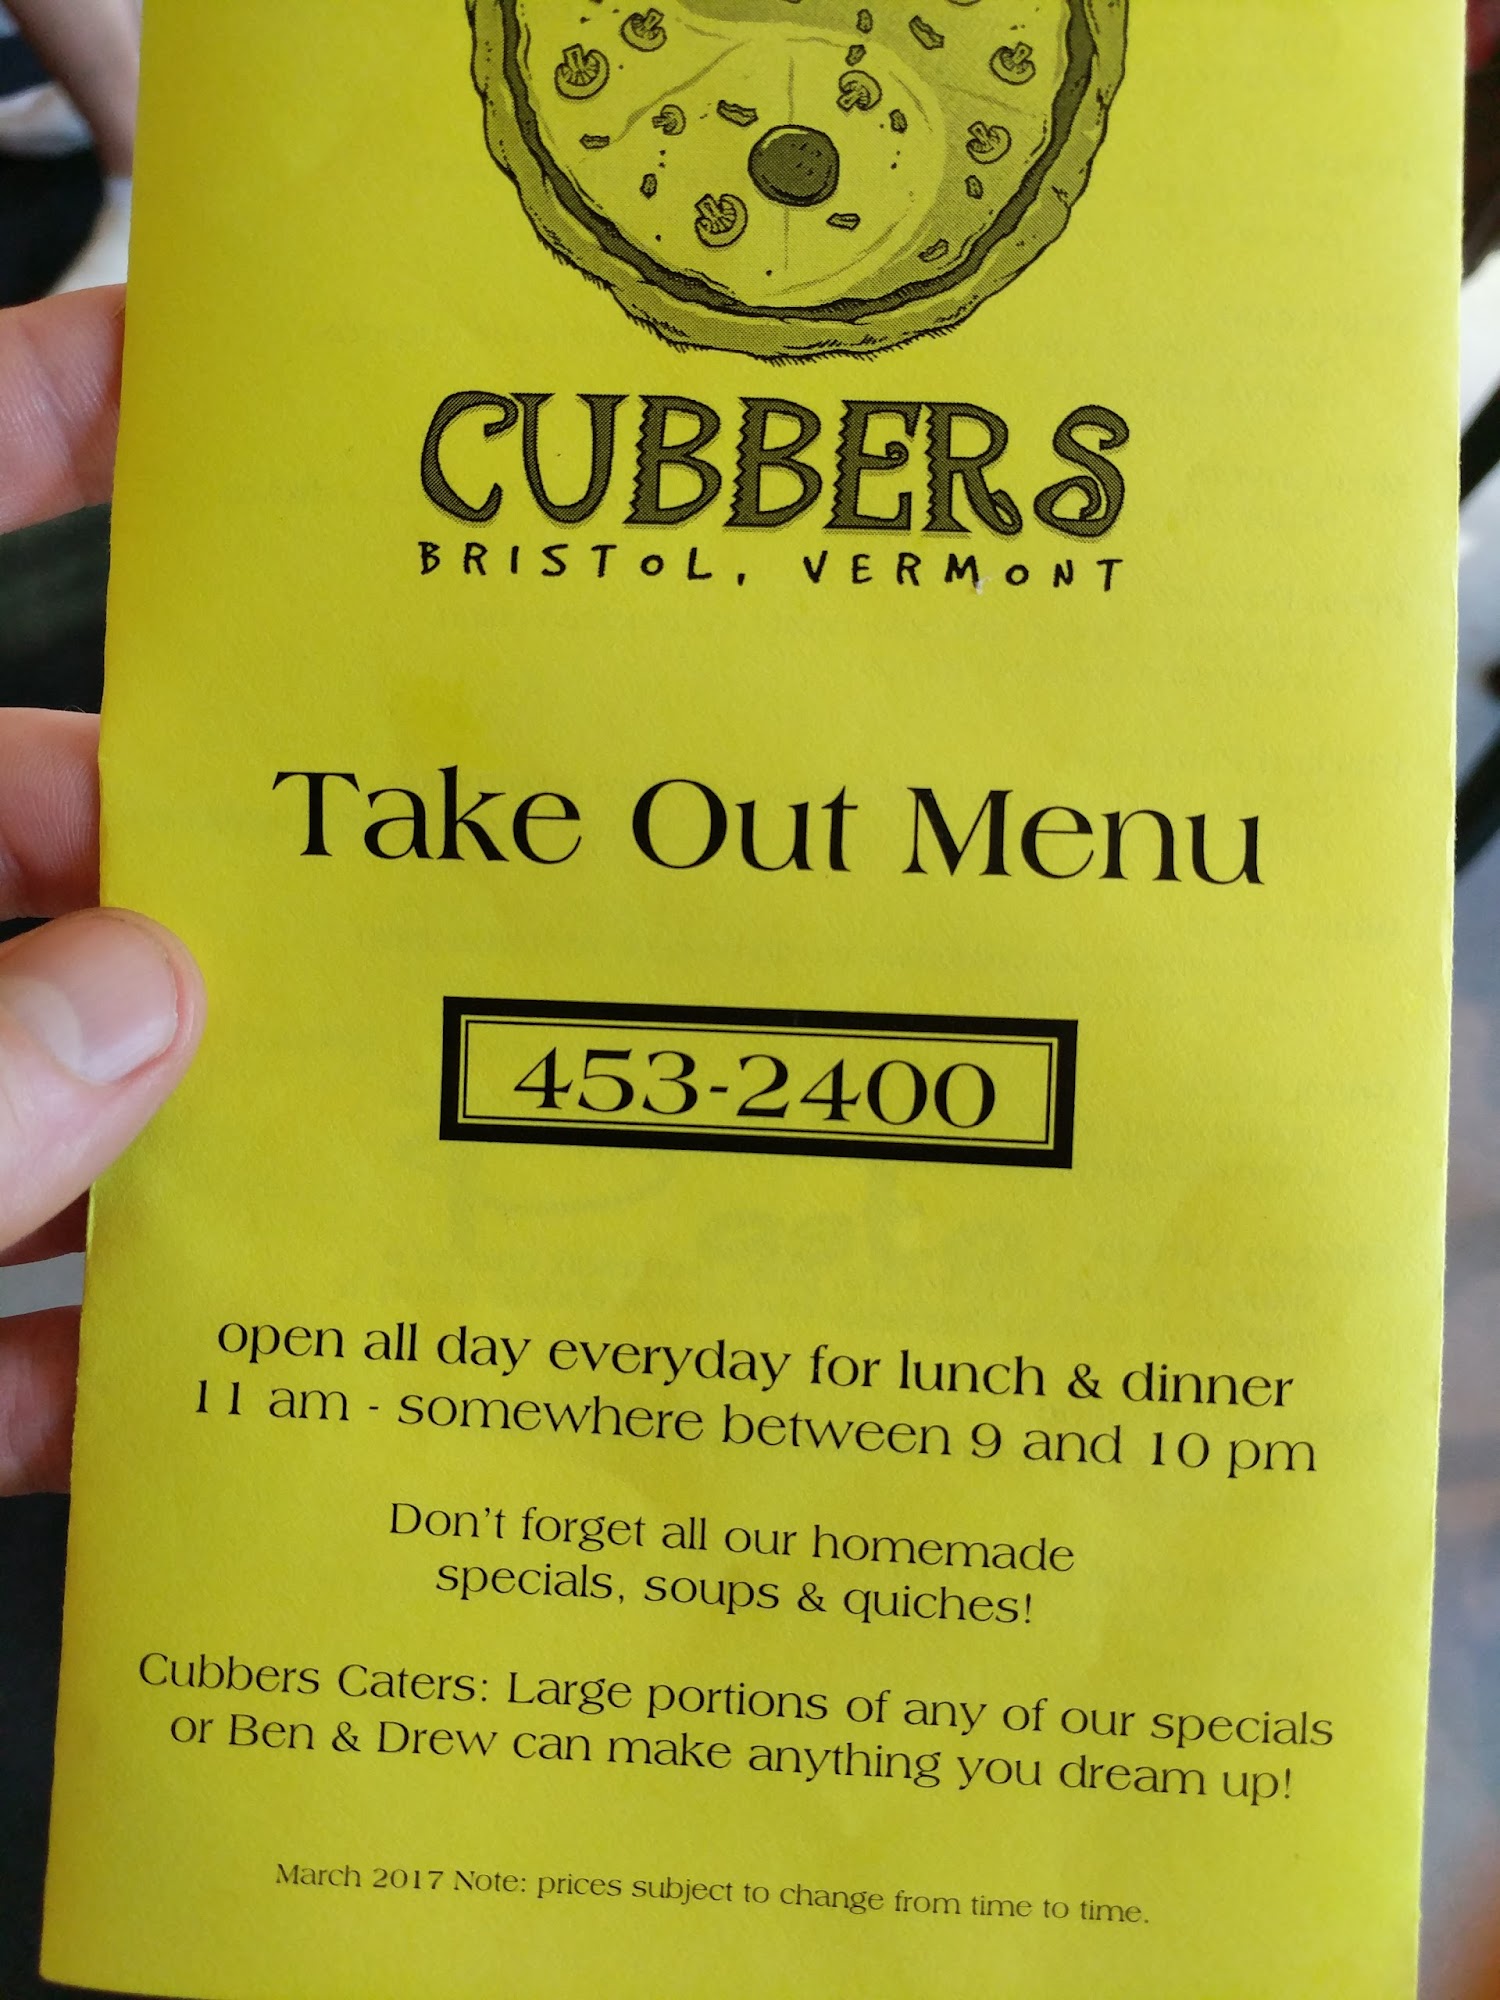 CUBBERS
BRISTOL, VERMONT
Take Out Menu
453-2400
open all day everyday for lunch & dinner
11 am - somewhere between 9 and 10 pm
Don't forget all our homemade
specials, soups & quiches!
Cubbers Caters: Large portions of any of our specials
or Ben & Drew can make anything you dream up!
March 2017 Note: prices subject to change from time to time.